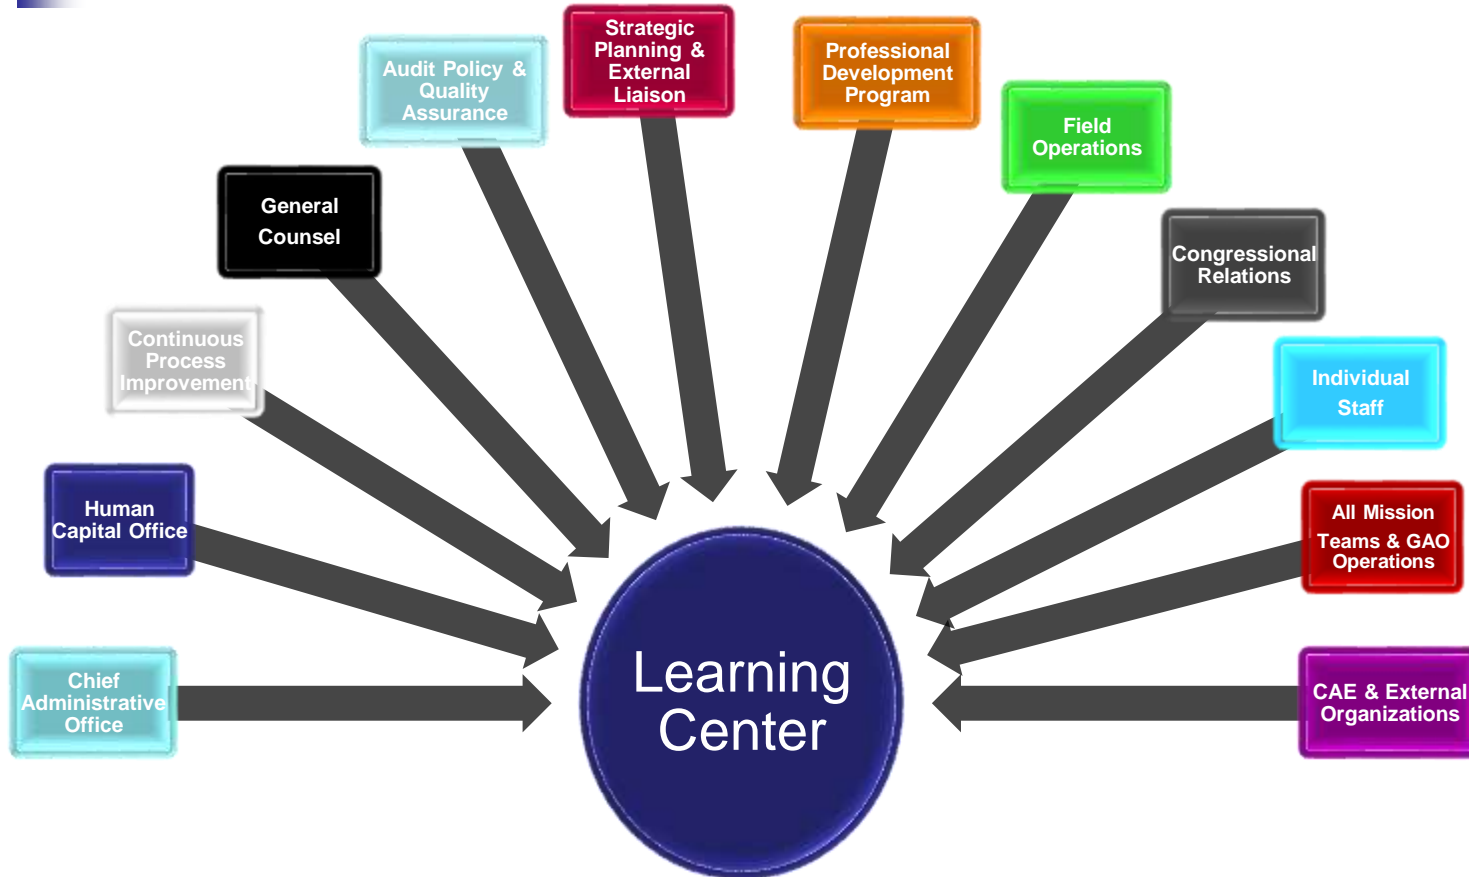 Strategic
Planning &
External
Liaison
Professional
Development
Program
Audit Policy &
Quality
Assurance
Field
Operations
General
Counsel
Congressional
Relations
Continuous
Process
Improvement
Individual
Staff
Human
Capital Office
All Mission
Teams & GAO
Operations
Chief
Administrative
Office
Learning
Center
CAE & External
Organizations